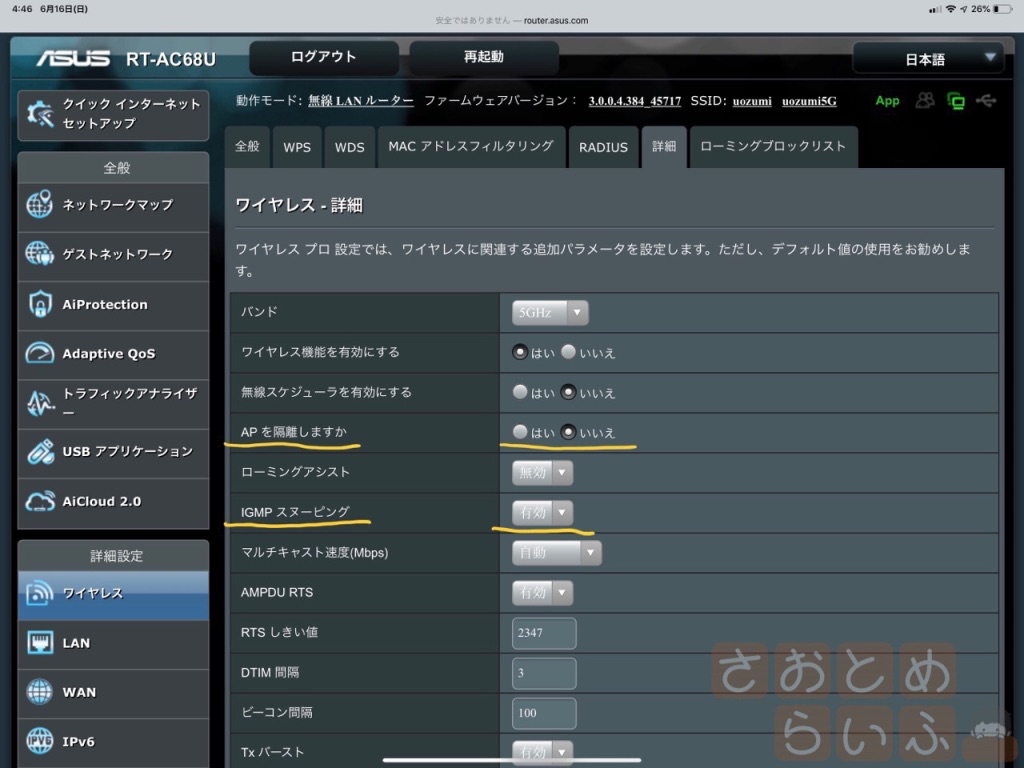 4:46 6月16日(日)
26%
安全ではありません — router.asus.com
ASUS RT-AC68U
ログアウト
再起動
日本語
クイック インターネット
セットアップ
動作モード: 無線 LAN ルーター ファームウェアバージョン: 3.0.0.4.384_45717 SSID: uozumi uozumi5G
App
全般
WPS
WDS
MAC アドレスフィルタリング
RADIUS
詳細
ローミングブロックリスト
全般
ネットワークマップ
ゲストネットワーク
AiProtection
Adaptive QoS
トラフィックアナライザ
ー
USB アプリケーション
AiCloud 2.0
詳細設定
ワイヤレス
LAN
WAN
IPv6
ワイヤレス - 詳細
ワイヤレス プロ 設定では、ワイヤレスに関連する追加パラメータを設定します。ただし、デフォルト値の使用をお勧めしま
す。
バンド 5GHz
ワイヤレス機能を有効にする はい いいえ
無線スケジューラを有効にする はい いいえ
AP を隔離しますか はい いいえ
ローミングアシスト 無効
IGMP スヌーピング 有効
マルチキャスト速度(Mbps) 自動
AMPDU RTS 有効
RTS しきい値 2347
DTIM 間隔 3
ビーコン間隔 100
Tx バースト 有効
さおとめ
らいふ